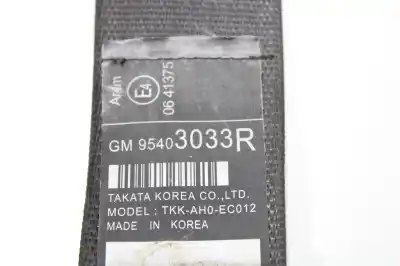 Ar4m
E4
06 41375
GM 95403033R
TAKATA KOREA CO.,LTD.
MODEL : TKK-AH0-EC012
MADE IN KOREA